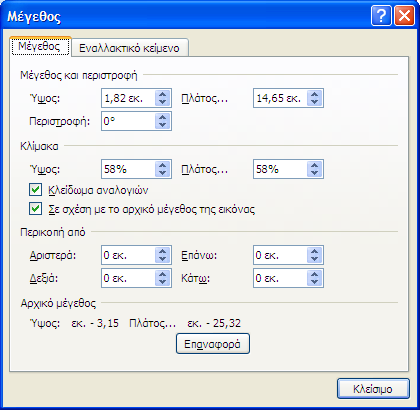 Μέγεθος
Μέγεθος Εναλλακτικό κείμενο
Μέγεθος και περιστροφή
Ύψος: 1,82 εκ. Πλάτος... 14,65 εκ.
Περιστροφή: 0°
Κλίμακα
Ύψος: 58% Πλάτος... 58%
Κλείδωμα αναλογιών
Σε σχέση με το αρχικό μέγεθος της εικόνας
Περικοπή από
Αριστερά: 0 εκ. Επάνω: 0 εκ.
Δεξιά: 0 εκ. Κάτω: 0 εκ.
Αρχικό μέγεθος
Ύψος: εκ. - 3,15 Πλάτος... εκ. - 25,32
Επαναφορά
Κλείσιμο